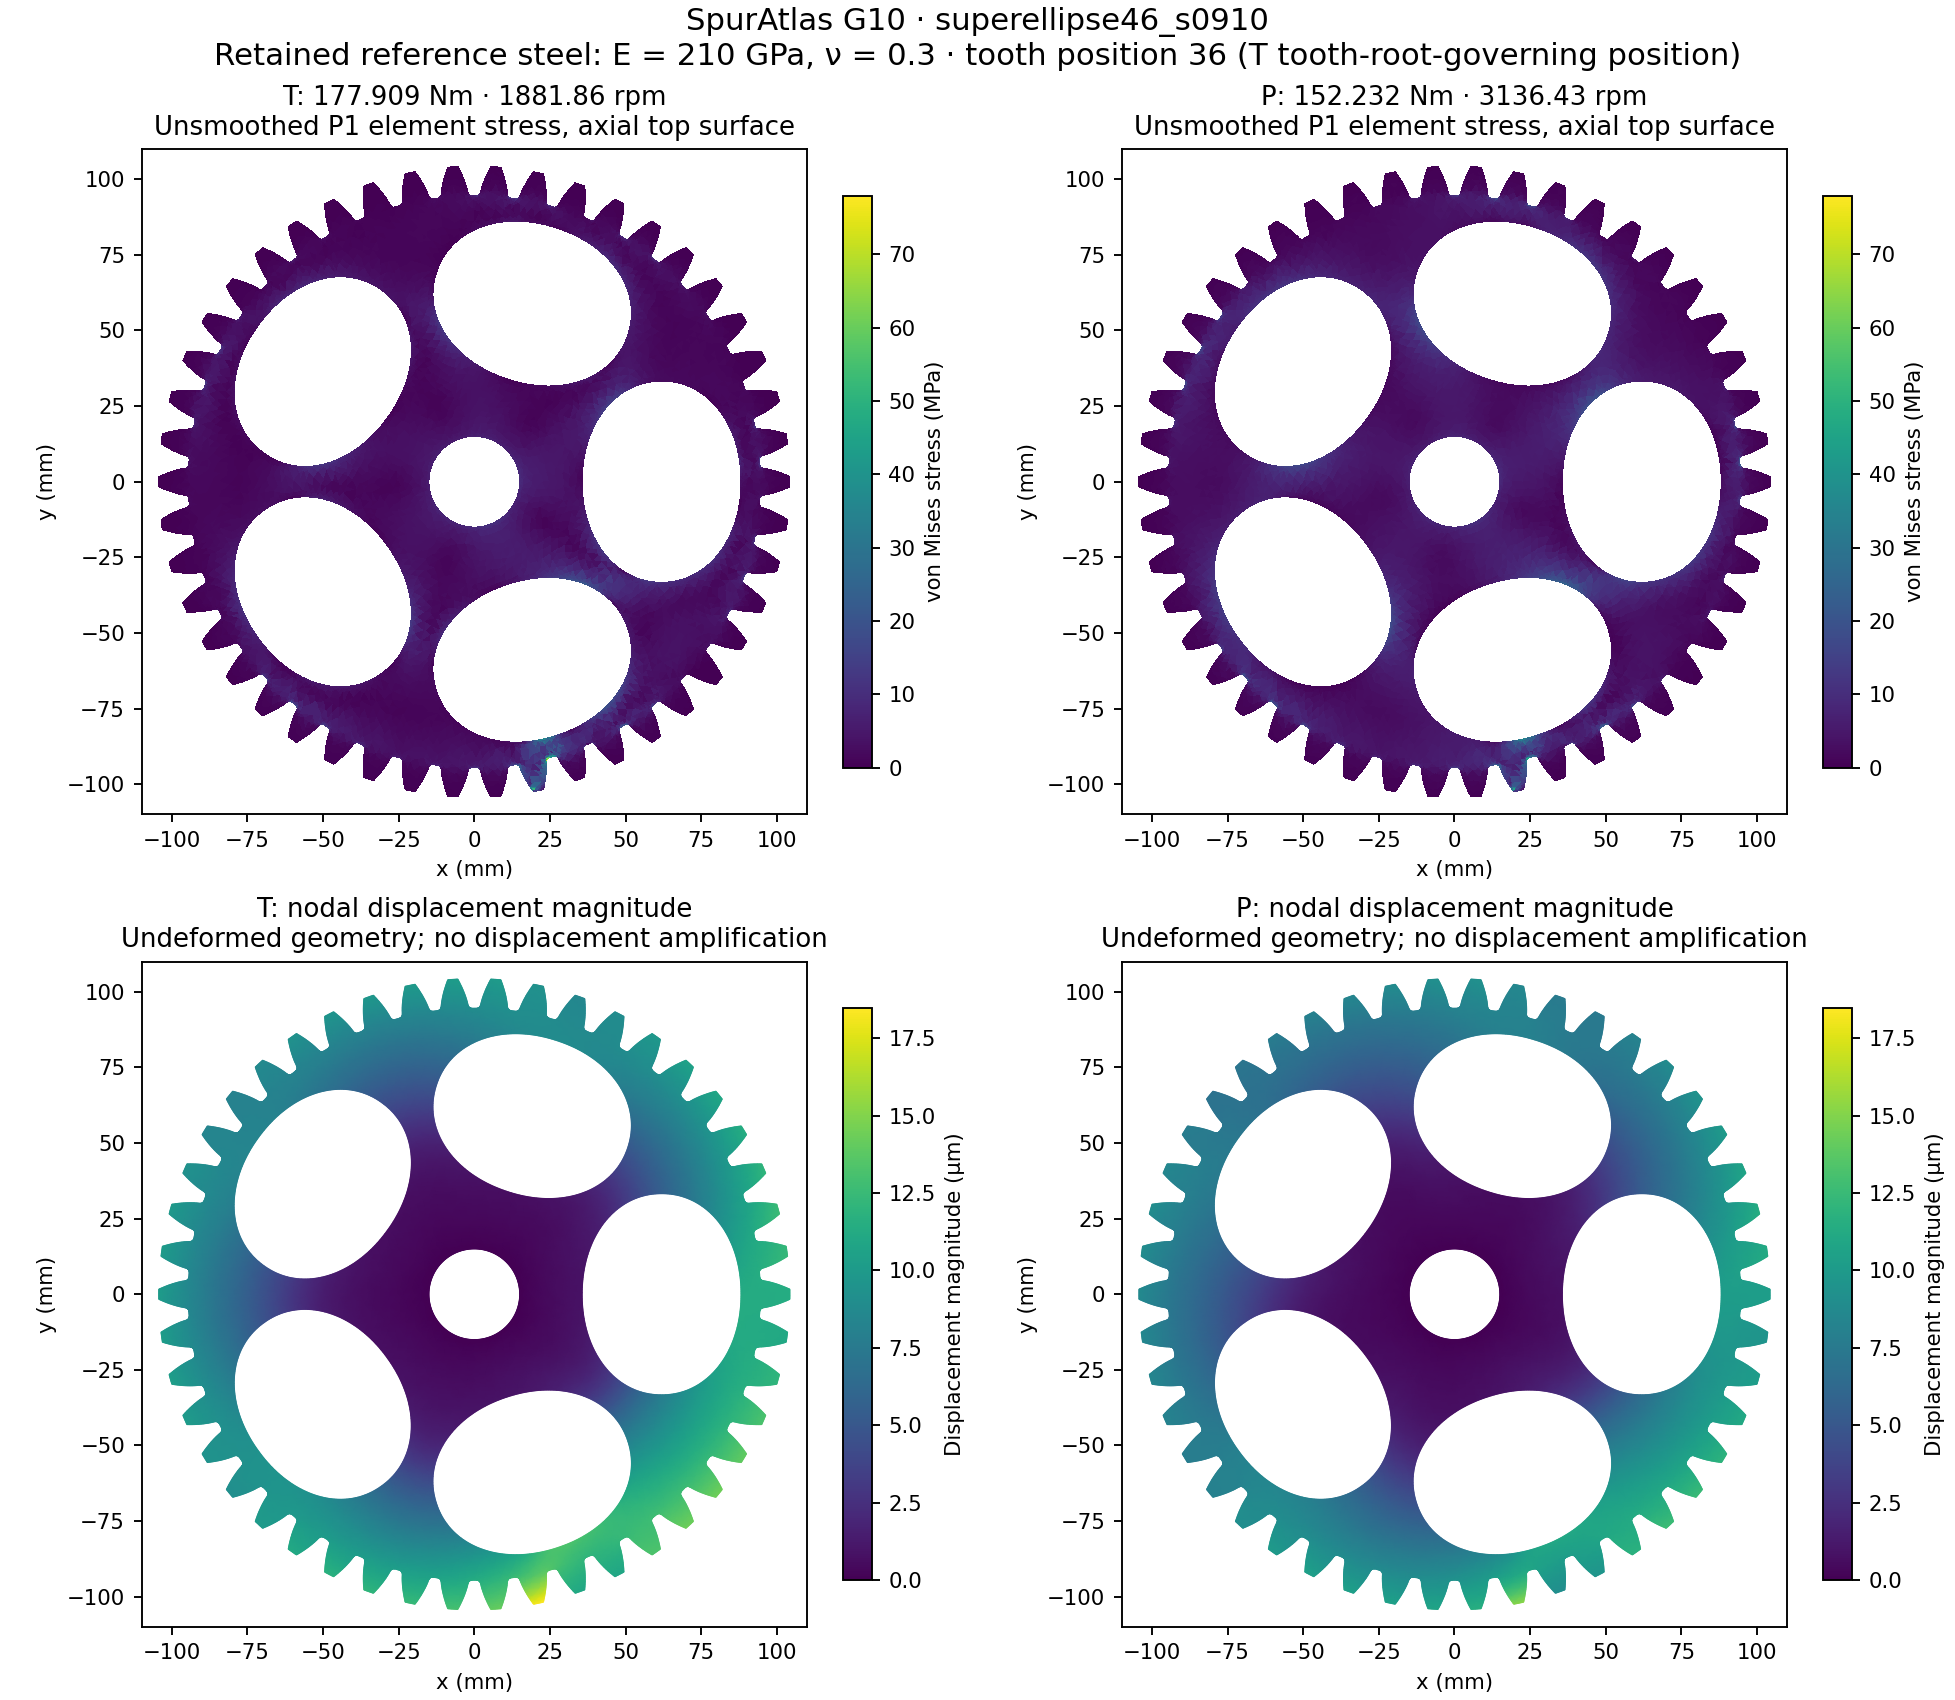 SpurAtlas G10 · superellipse46_s0910
Retained reference steel: E = 210 GPa, ν = 0.3 · tooth position 36 (T tooth-root-governing position)
T: 177.909 Nm · 1881.86 rpm
Unsmoothed P1 element stress, axial top surface
100
75
50
25
0
−25
−50
−75
−100
y (mm)
−100 −75 −50 −25 0 25 50 75 100
x (mm)
70
60
50
40
30
20
10
0
von Mises stress (MPa)
P: 152.232 Nm · 3136.43 rpm
Unsmoothed P1 element stress, axial top surface
100
75
50
25
0
−25
−50
−75
−100
y (mm)
−100 −75 −50 −25 0 25 50 75 100
x (mm)
70
60
50
40
30
20
10
0
von Mises stress (MPa)
T: nodal displacement magnitude
Undeformed geometry; no displacement amplification
100
75
50
25
0
−25
−50
−75
−100
y (mm)
−100 −75 −50 −25 0 25 50 75 100
x (mm)
17.5
15.0
12.5
10.0
7.5
5.0
2.5
0.0
Displacement magnitude (μm)
P: nodal displacement magnitude
Undeformed geometry; no displacement amplification
100
75
50
25
0
−25
−50
−75
−100
y (mm)
−100 −75 −50 −25 0 25 50 75 100
x (mm)
17.5
15.0
12.5
10.0
7.5
5.0
2.5
0.0
Displacement magnitude (μm)